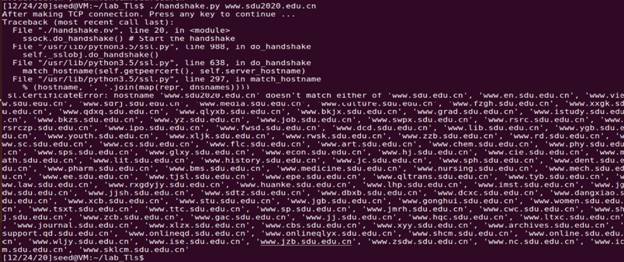 [12/24/20]seed@VM:~/lab_Tls$ ./handshake.py www.sdu2020.edu.cn
After making TCP connection. Press any key to continue ...
Traceback (most recent call last):
  File "./handshake.py", line 20, in <module>
    ssock.do_handshake() # Start the handshake
  File "/usr/lib/python3.5/ssl.py", line 988, in do_handshake
    self._sslobj.do_handshake()
  File "/usr/lib/python3.5/ssl.py", line 638, in do_handshake
    match_hostname(self.getpeercert(), self.server_hostname)
  File "/usr/lib/python3.5/ssl.py", line 297, in match_hostname
    % (hostname, ', '.join(map(repr, dnsnames))))
ssl.CertificateError: hostname 'www.sdu2020.edu.cn' doesn't match either of 'www.sdu.edu.cn', 'www.en.sdu.edu.cn', 'www.vie
w.sdu.edu.cn', 'www.media.sdu.edu.cn', 'www.culture.sdu.edu.cn', 'www.fzgh.sdu.edu.cn', 'www.xxgk.sd
u.edu.cn', 'www.qdxq.sdu.edu.cn', 'www.qlyxb.sdu.edu.cn', 'www.bkjx.sdu.edu.cn', 'www.grad.sdu.edu.cn', 'www.istudy.sdu.edu.cn'
, 'www.bkzs.sdu.edu.cn', 'www.yz.sdu.edu.cn', 'www.job.sdu.edu.cn', 'www.swpx.sdu.edu.cn', 'www.rsrc.sdu.edu.cn', 'www.zp.
rsrczp.sdu.edu.cn', 'www.ipo.sdu.edu.cn', 'www.fwsd.sdu.edu.cn', 'www.dcd.sdu.edu.cn', 'www.lib.sdu.edu.cn', 'www.ygb.sdu.e
du.cn', 'www.youth.sdu.edu.cn', 'www.xljk.sdu.edu.cn', 'www.rwsk.sdu.edu.cn', 'www.zzb.sdu.edu.cn', 'www.rd.sdu.edu.cn',
'www.sc.sdu.edu.cn', 'www.cs.sdu.edu.cn', 'www.flc.sdu.edu.cn', 'www.art.sdu.edu.cn', 'www.chem.sdu.edu.cn', 'www.phy.sdu.edu
.cn', 'www.sps.sdu.edu.cn', 'www.glxy.sdu.edu.cn', 'www.econ.sdu.edu.cn', 'www.hj.sdu.edu.cn', 'www.cie.sdu.edu.cn', 'www.m
ath.sdu.edu.cn', 'www.lit.sdu.edu.cn', 'www.history.sdu.edu.cn', 'www.jc.sdu.edu.cn', 'www.sph.sdu.edu.cn', 'www.dent.sdu.e
du.cn', 'www.pharm.sdu.edu.cn', 'www.bms.sdu.edu.cn', 'www.medicine.sdu.edu.cn', 'www.nursing.sdu.edu.cn', 'www.mech.sdu.edu
', 'www.ee.sdu.edu.cn', 'www.tjsl.sdu.edu.cn', 'www.epe.sdu.edu.cn', 'www.qltrans.sdu.edu.cn', 'www.tyb.sdu.edu.cn',
'www.law.sdu.edu.cn', 'www.rxgdyjy.sdu.edu.cn', 'www.huanke.sdu.edu.cn', 'www.lhp.sdu.edu.cn', 'www.imst.sdu.edu.cn',
dw.sdu.edu.cn', 'www.jjsh.sdu.edu.cn', 'www.sdtz.sdu.edu.cn', 'www.dbxt.sdu.edu.cn', 'www.dcxc.sdu.edu.cn', 'www.dangxiao.s
du.edu.cn', 'www.xcb.sdu.edu.cn', 'www.stu.sdu.edu.cn', 'www.jgb.sdu.edu.cn', 'www.gonghui.sdu.edu.cn', 'www.women.sdu.edu.
cn', 'www.tsxt.sdu.edu.cn', 'www.ttc.sdu.edu.cn', 'www.sp.sdu.edu.cn', 'www.jmrh.sdu.edu.cn', 'www.cwc.sdu.edu.cn', 'www.sh
j.sdu.edu.cn', 'www.zcb.sdu.edu.cn', 'www.gac.sdu.edu.cn', 'www.jj.sdu.edu.cn', 'www.hqc.sdu.edu.cn', 'www.ltxc.sdu.edu.cn'
, 'www.journal.sdu.edu.cn', 'www.xlzx.sdu.edu.cn', 'www.cbs.sdu.edu.cn', 'www.xyy.sdu.edu.cn', 'www.archives.sdu.edu.cn', '
support.qd.sdu.edu.cn', 'www.onlineqd.sdu.edu.cn', 'www.onlineqlyx.sdu.edu.cn', 'www.shcm.sdu.edu.cn', 'www.online.sdu.edu.
cn', 'www.wljy.sdu.edu.cn', 'www.ise.sdu.edu.cn', 'www.jzb.sdu.edu.cn', 'www.zsdw.sdu.edu.cn', 'www.nc.sdu.edu.cn', 'www.ic
m.sdu.edu.cn', 'www.sklcm.sdu.edu.cn'
[12/24/20]seed@VM:~/lab_Tls$